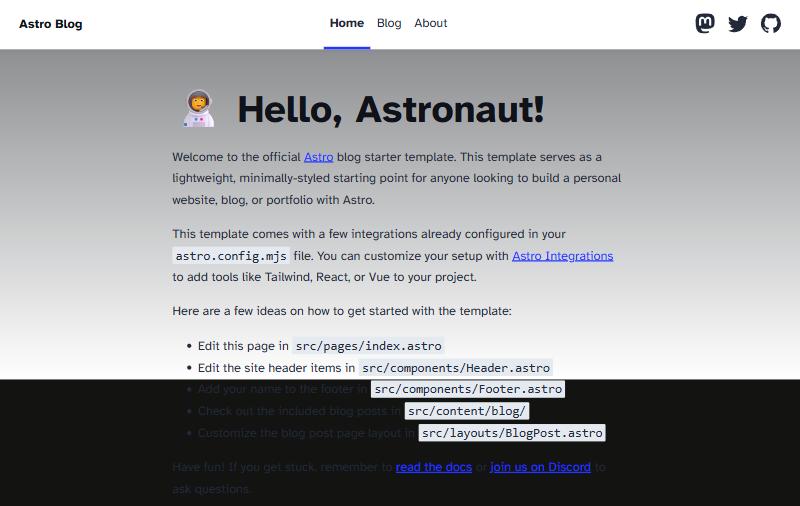 Astro Blog
Home Blog About
Hello, Astronaut!
Welcome to the official Astro blog starter template. This template serves as a
lightweight, minimally-styled starting point for anyone looking to build a personal
website, blog, or portfolio with Astro.
This template comes with a few integrations already configured in your
astro.config.mjs file. You can customize your setup with Astro Integrations
to add tools like Tailwind, React, or Vue to your project.
Here are a few ideas on how to get started with the template:
• Edit this page in src/pages/index.astro
• Edit the site header items in src/components/Header.astro
• Add your name to the footer in src/components/Footer.astro
• Check out the included blog posts in src/content/blog/
• Customize the blog post page layout in src/layouts/BlogPost.astro
Have fun! If you get stuck, remember to read the docs or join us on Discord to
ask questions.